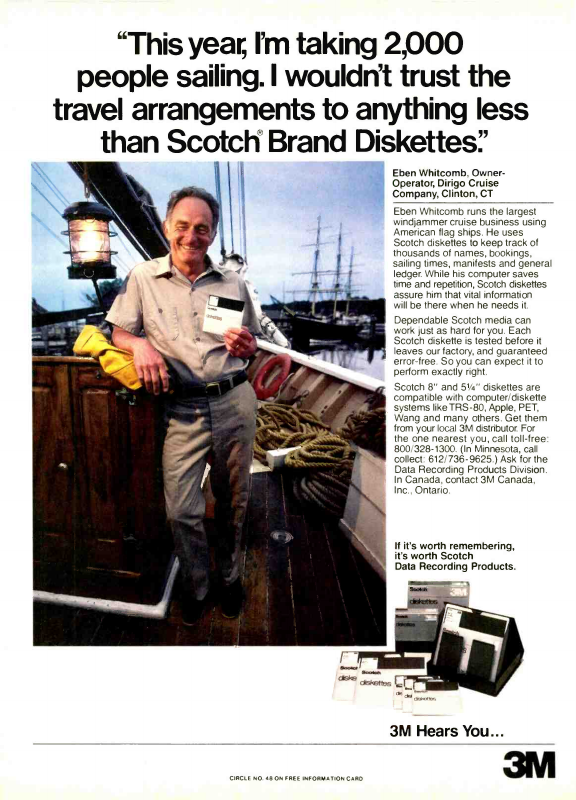 “This year, I’m taking 2,000
people sailing. I wouldn’t trust the
travel arrangements to anything less
than Scotch® Brand Diskettes.”
Eben Whitcomb, Owner-
Operator, Dirigo Cruise
Company, Clinton, CT
Eben Whitcomb runs the largest
windjammer cruise business using
American flag ships. He uses
Scotch diskettes to keep track of
thousands of names, bookings,
sailing times, manifests and general
ledger. While his computer saves
time and repetition, Scotch diskettes
assure him that vital information
will be there when he needs it.
Dependable Scotch media can
work just as hard for you. Each
Scotch diskette is tested before it
leaves our factory, and guaranteed
error-free. So you can expect it to
perform exactly right.
Scotch 8" and 5¼" diskettes are
compatible with computer/diskette
systems like TRS-80, Apple, PET,
Wang and many others. Get them
from your local 3M distributor. For
the one nearest you, call toll-free:
800/328-1300. (In Minnesota, call
collect: 612/736-9625.) Ask for the
Data Recording Products Division.
In Canada, contact 3M Canada,
Inc., Ontario.
If it’s worth remembering,
it’s worth Scotch
Data Recording Products.
Scotch
diskettes
Scotch
diskettes
3M Hears You...
3M
CIRCLE NO. 48 ON FREE INFORMATION CARD